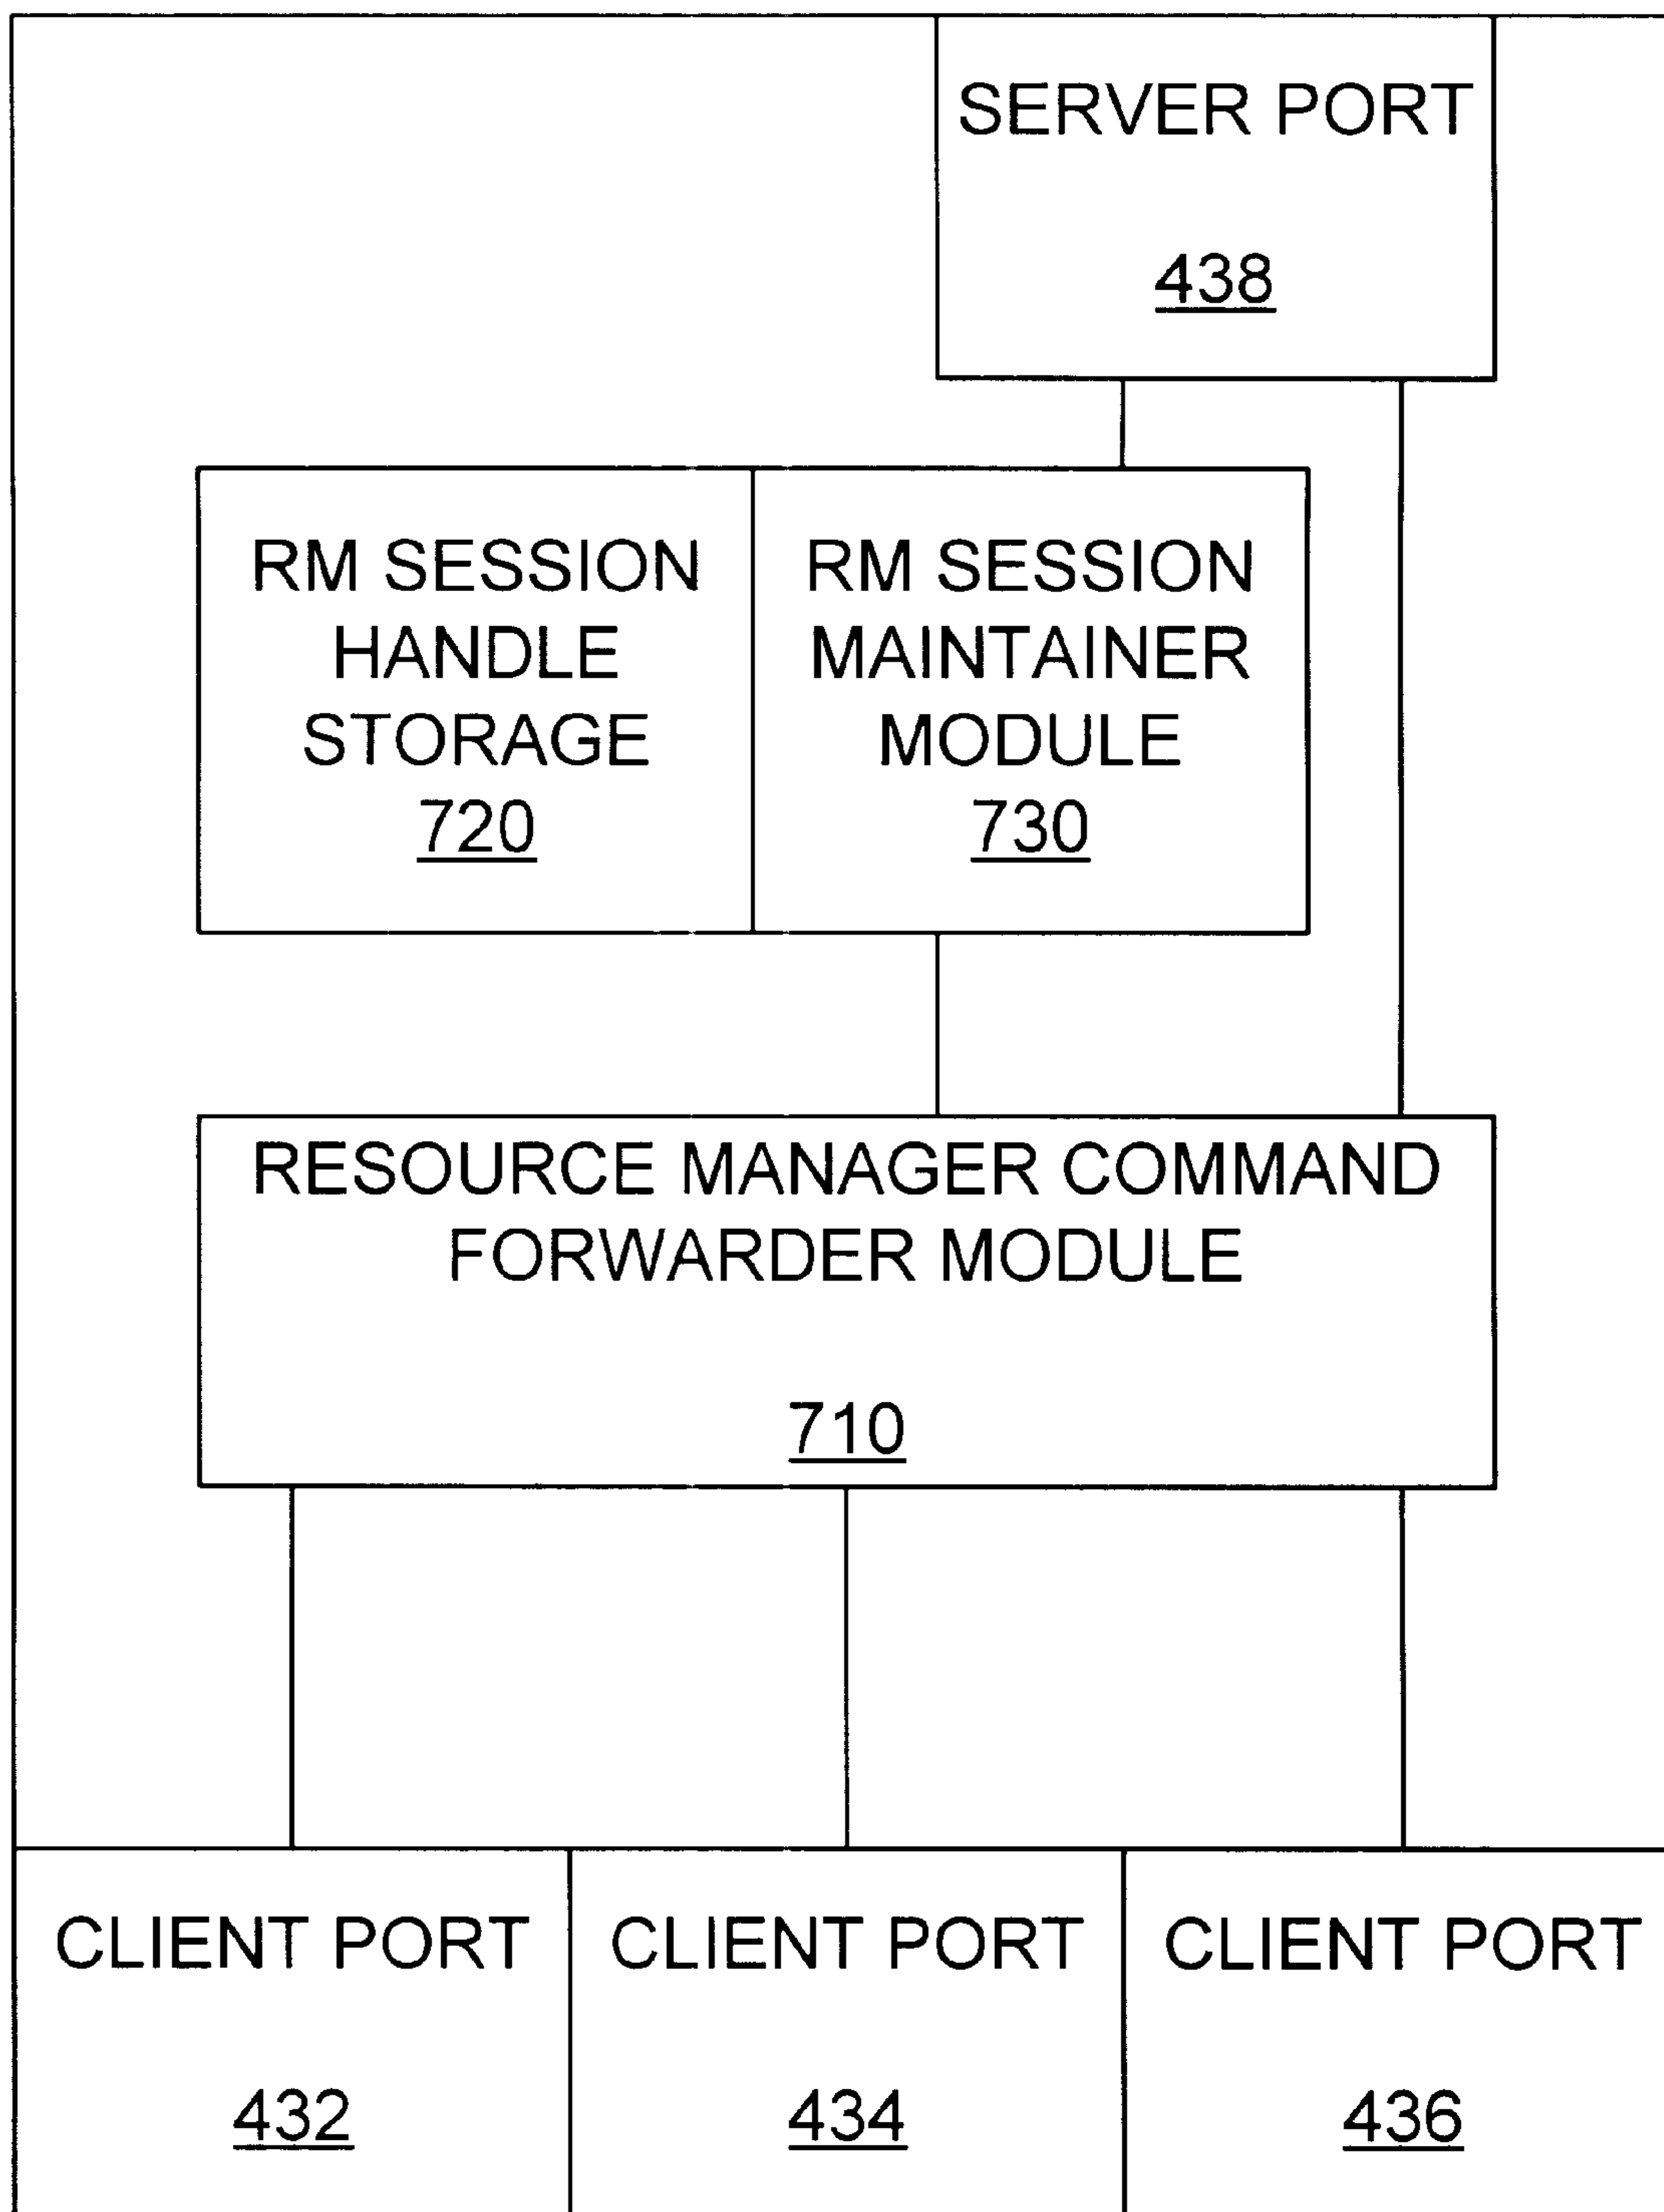 SERVER PORT
438
RM SESSION
HANDLE
STORAGE
720
RM SESSION
MAINTAINER
MODULE
730
RESOURCE MANAGER COMMAND
FORWARDER MODULE
710
CLIENT PORT
432
CLIENT PORT
434
CLIENT PORT
436